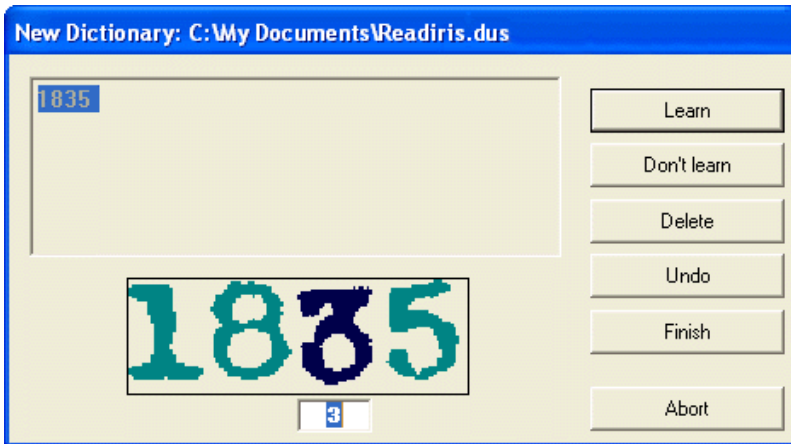 New Dictionary: C:\My Documents\Readiris.dus
1835
Learn
Don't learn
Delete
Undo
Finish
Abort
1835
3